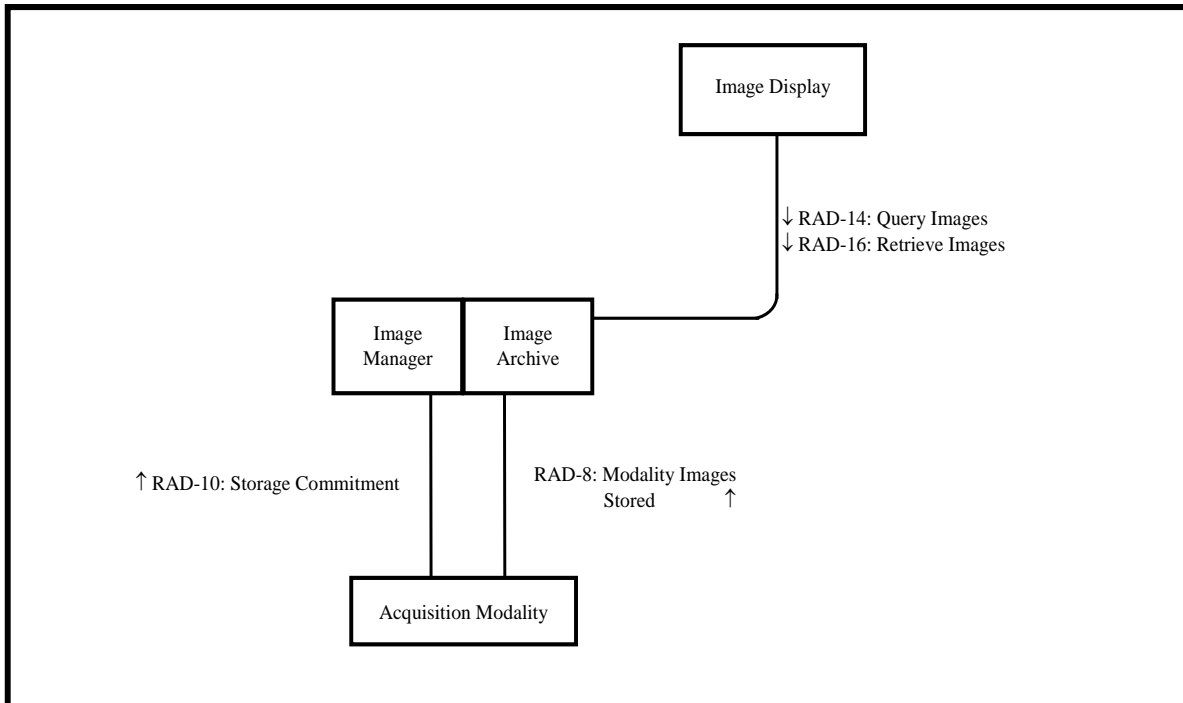 Image Display
↓ RAD-14: Query Images
↓ RAD-16: Retrieve Images
Image
Manager
Image
Archive
↑ RAD-10: Storage Commitment
RAD-8: Modality Images
Stored ↑
Acquisition Modality